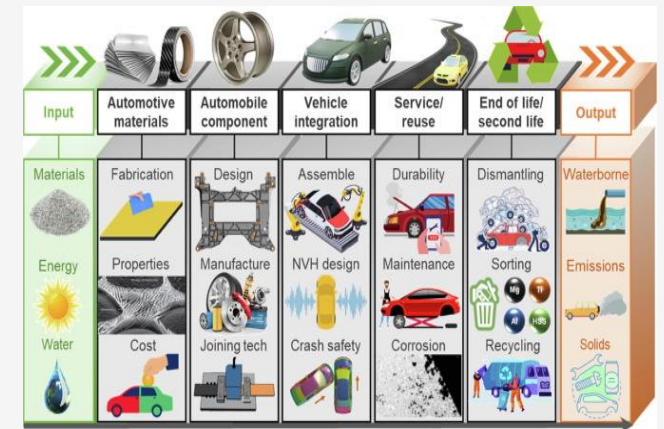 Input
Automotive
materials
Automobile
component
Vehicle
integration
Service/
reuse
End of life/
second life
Output
Materials
Fabrication
Design
Assemble
Durability
Dismantling
Waterborne
Energy
Properties
Manufacture
NVH design
Maintenance
Sorting
Emissions
Mg
Ti
Al
HSS
Water
Cost
Joining tech
Crash safety
Corrosion
Recycling
Solids